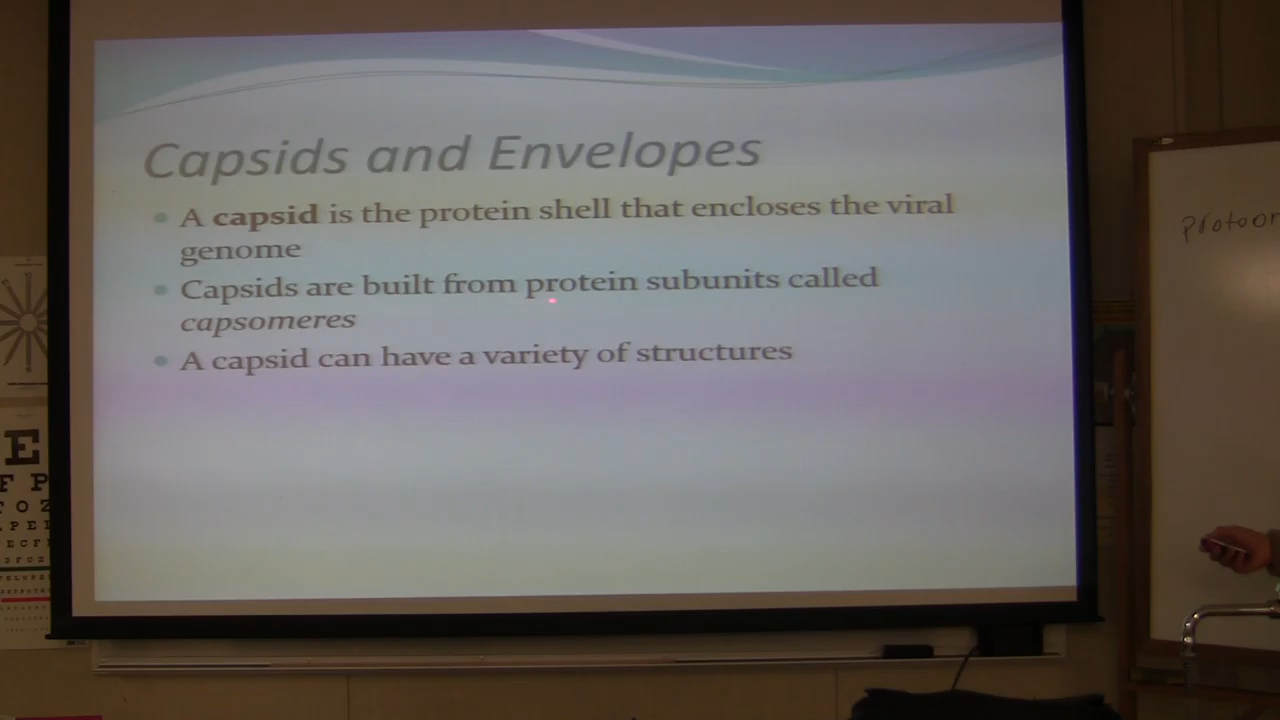 Capsids and Envelopes
A capsid is the protein shell that encloses the viral
genome
Capsids are built from protein subunits called
capsomeres
A capsid can have a variety of structures
E
F P
T O Z